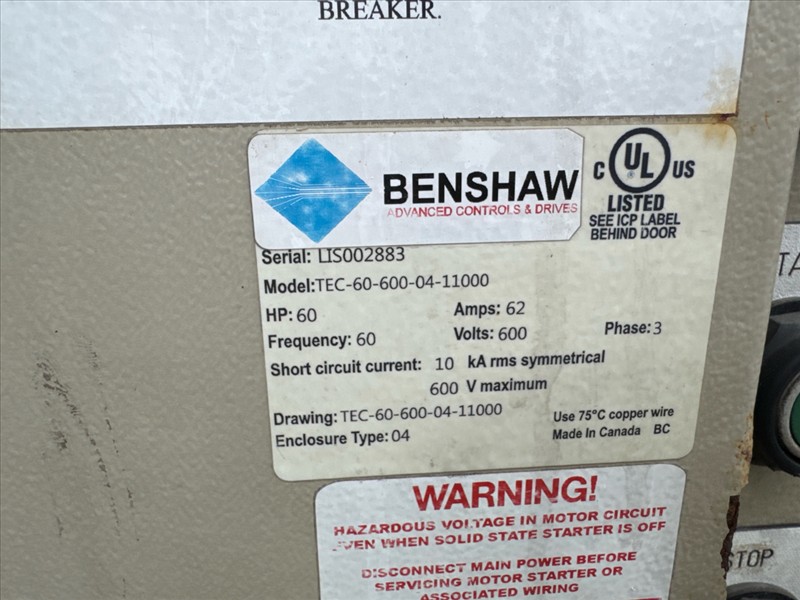 BREAKER.
BENSHAW
ADVANCED CONTROLS & DRIVES
C UL US
®
LISTED
SEE ICP LABEL
BEHIND DOOR
Serial: LIS002883
Model: TEC-60-600-04-11000
HP: 60 Amps: 62
Frequency: 60 Volts: 600 Phase: 3
Short circuit current: 10 kA rms symmetrical
600 V maximum
Drawing: TEC-60-600-04-11000 Use 75°C copper wire
Enclosure Type: 04 Made In Canada BC
WARNING!
HAZARDOUS VOLTAGE IN MOTOR CIRCUIT
EVEN WHEN SOLID STATE STARTER IS OFF
DISCONNECT MAIN POWER BEFORE
SERVICING MOTOR STARTER OR
ASSOCIATED WIRING
STOP